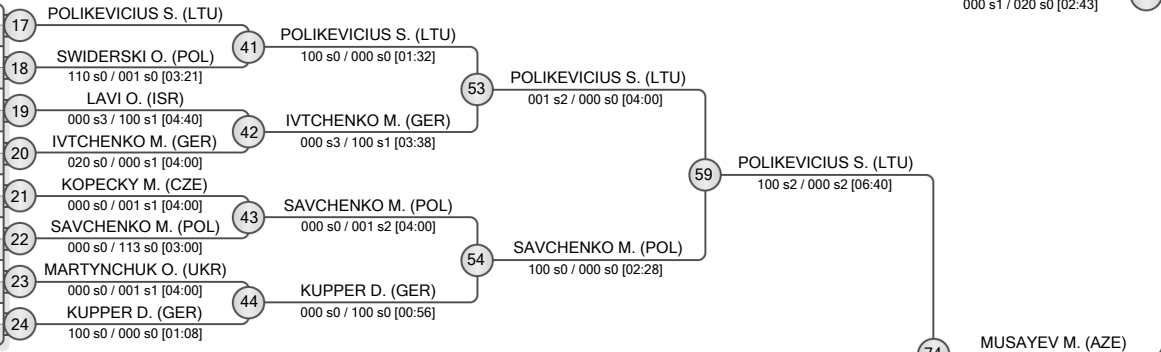 000 s1 / 020 s0 [02:43]
17
POLIKEVICIUS S. (LTU)
18
SWIDERSKI O. (POL)
110 s0 / 001 s0 [03:21]
19
LAVI O. (ISR)
000 s3 / 100 s1 [04:40]
20
IVTCHENKO M. (GER)
020 s0 / 000 s1 [04:00]
21
KOPECKY M. (CZE)
000 s0 / 001 s1 [04:00]
22
SAVCHENKO M. (POL)
000 s0 / 113 s0 [03:00]
23
MARTYNCHUK O. (UKR)
000 s0 / 001 s1 [04:00]
24
KUPPER D. (GER)
100 s0 / 000 s0 [01:08]
41
POLIKEVICIUS S. (LTU)
100 s0 / 000 s0 [01:32]
42
IVTCHENKO M. (GER)
000 s3 / 100 s1 [03:38]
43
SAVCHENKO M. (POL)
000 s0 / 001 s2 [04:00]
44
KUPPER D. (GER)
000 s0 / 100 s0 [00:56]
53
POLIKEVICIUS S. (LTU)
001 s2 / 000 s0 [04:00]
54
SAVCHENKO M. (POL)
100 s0 / 000 s0 [02:28]
59
POLIKEVICIUS S. (LTU)
100 s2 / 000 s2 [06:40]
74
MUSAYEV M. (AZE)